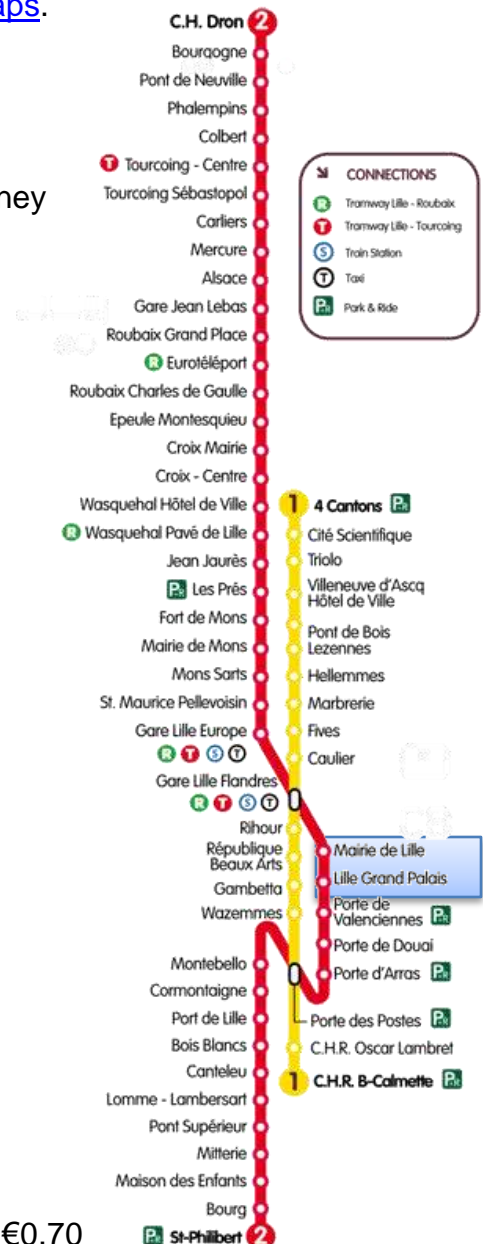 aps.
C.H. Dron 2
Bourgogne
Pont de Neuville
Phalempins
Colbert
T Tourcoing - Centre
ney
Tourcoing Sébastopol
Carliers
Mercure
Alsace
Gare Jean Lebas
Roubaix Grand Place
R Eurotéléport
Roubaix Charles de Gaulle
Epeule Montesquieu
Croix Mairie
Croix - Centre
Wasquehal Hôtel de Ville
R Wasquehal Pavé de Lille
Jean Jaurès
P+R Les Prés
Fort de Mons
Mairie de Mons
Mons Sarts
St. Maurice Pellevoisin
Gare Lille Europe
R T S T
Gare Lille Flandres
R T S T
Rihour
République
Beaux Arts
Gambetta
Wazemmes
Montebello
Cormontaigne
Port de Lille
Bois Blancs
Canteleu
Lomme - Lambersart
Pont Supérieur
Mitterie
Maison des Enfants
Bourg
€0.70
P+R St-Philibert 2
CONNECTIONS
R Tramway Lille - Roubaix
T Tramway Lille - Tourcoing
S Train Station
T Taxi
P+R Park & Ride
1 4 Cantons P+R
Cité Scientifique
Triolo
Villeneuve d'Ascq
Hôtel de Ville
Pont de Bois
Lezennes
Hellemmes
Marbrerie
Fives
Caulier
Mairie de Lille
Lille Grand Palais
Porte de
Valenciennes P+R
Porte de Douai
Porte d'Arras P+R
Porte des Postes P+R
C.H.R. Oscar Lambret
1 C.H.R. B-Calmette P+R